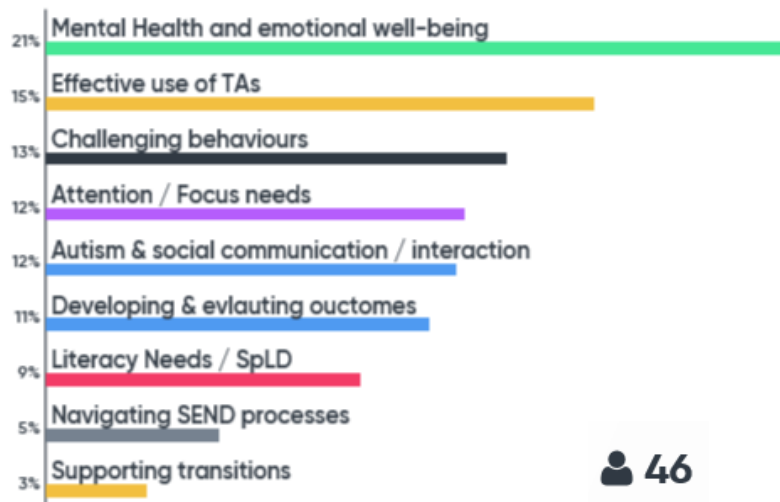 Mental Health and emotional well-being
21%
Effective use of TAs
15%
Challenging behaviours
13%
Attention / Focus needs
12%
Autism & social communication / interaction
12%
Developing & evlauting ouctomes
11%
Literacy Needs / SpLD
9%
Navigating SEND processes
5%
Supporting transitions
3%
46